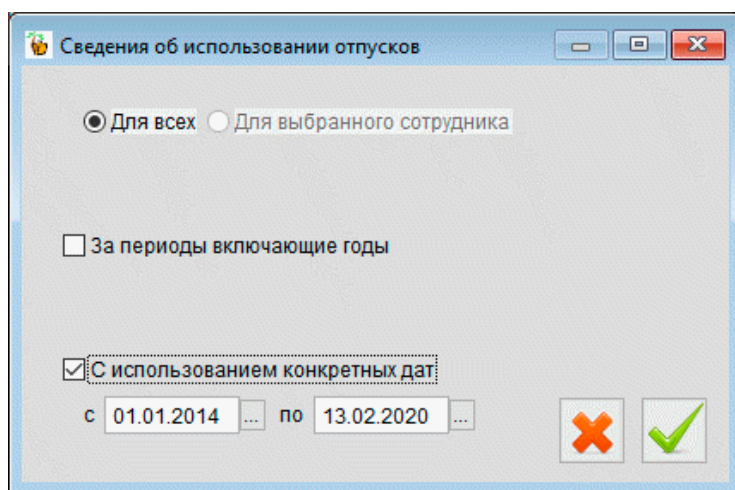 Сведения об использовании отпусков
Для всех Для выбранного сотрудника
За периоды включающие годы
С использованием конкретных дат
с 01.01.2014 ... по 13.02.2020 ...